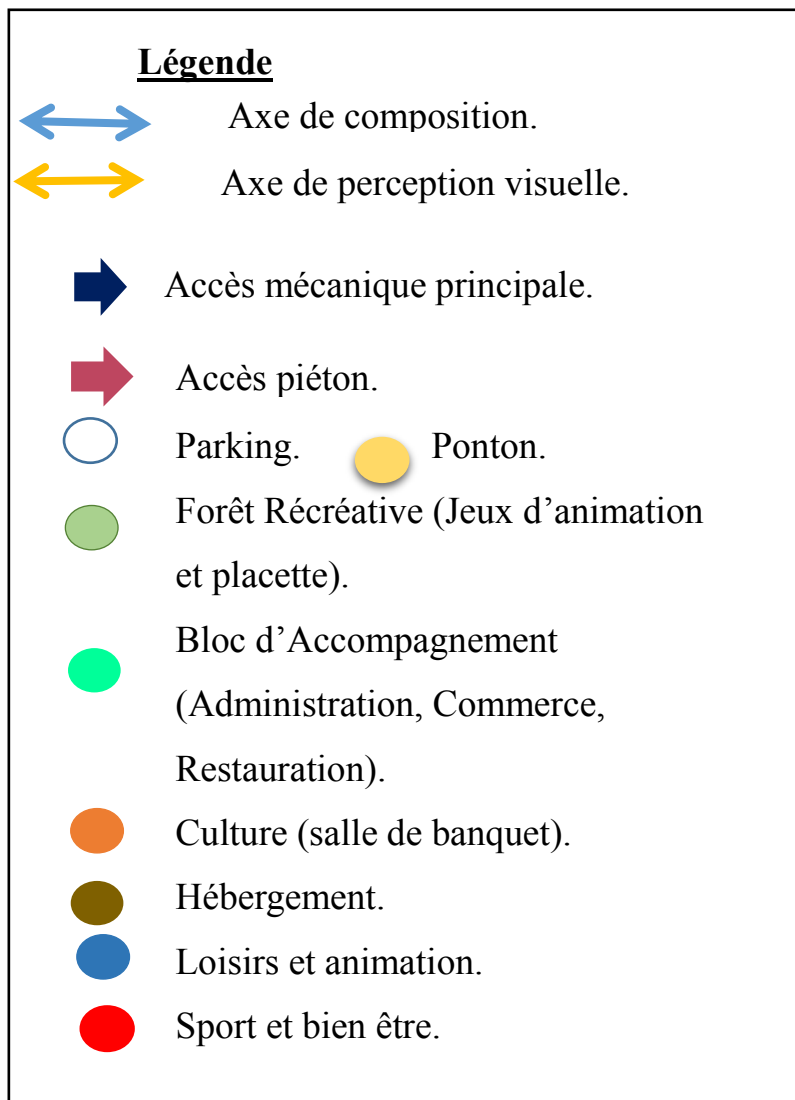 Légende
Axe de composition.
Axe de perception visuelle.
Accès mécanique principale.
Accès piéton.
Parking. Ponton.
Forêt Récréative (Jeux d’animation
et placette).
Bloc d’Accompagnement
(Administration, Commerce,
Restauration).
Culture (salle de banquet).
Hébergement.
Loisirs et animation.
Sport et bien être.